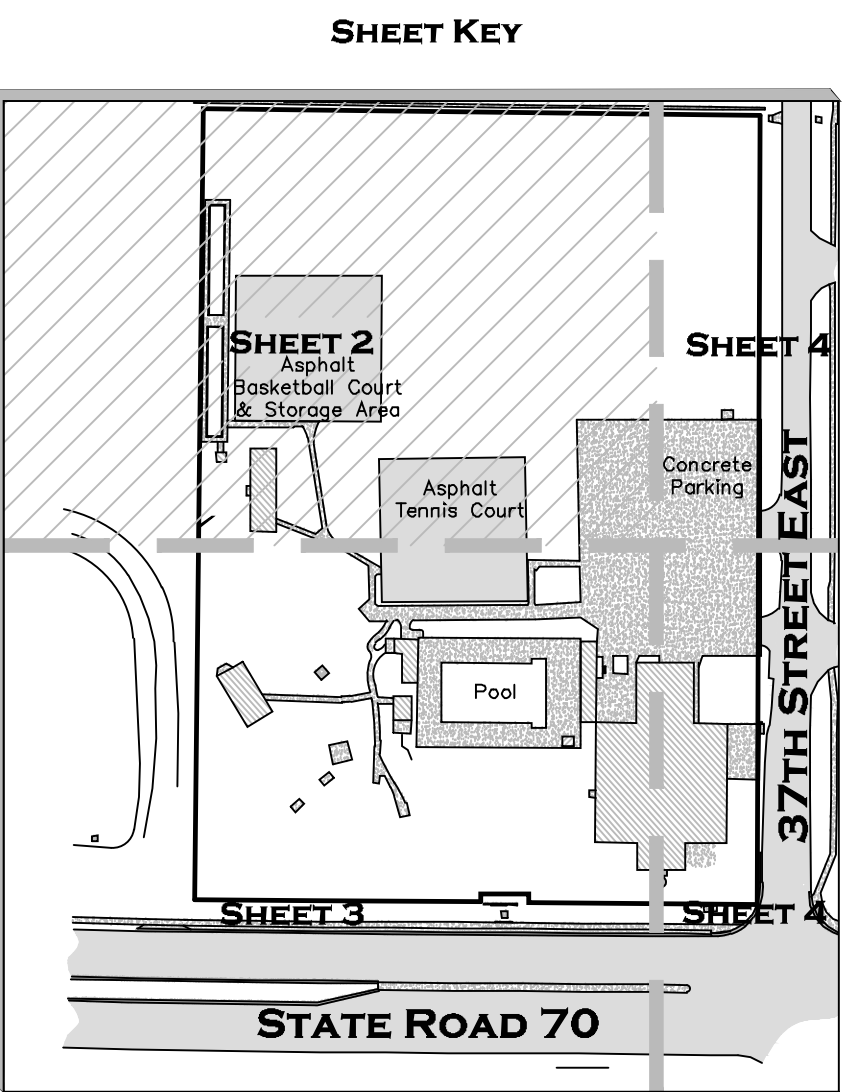 SHEET KEY
SHEET 2
SHEET 4
Asphalt
Basketball Court
& Storage Area
Concrete
Parking
Asphalt
Tennis Court
37TH STREET EAST
Pool
SHEET 3
SHEET 4
STATE ROAD 70